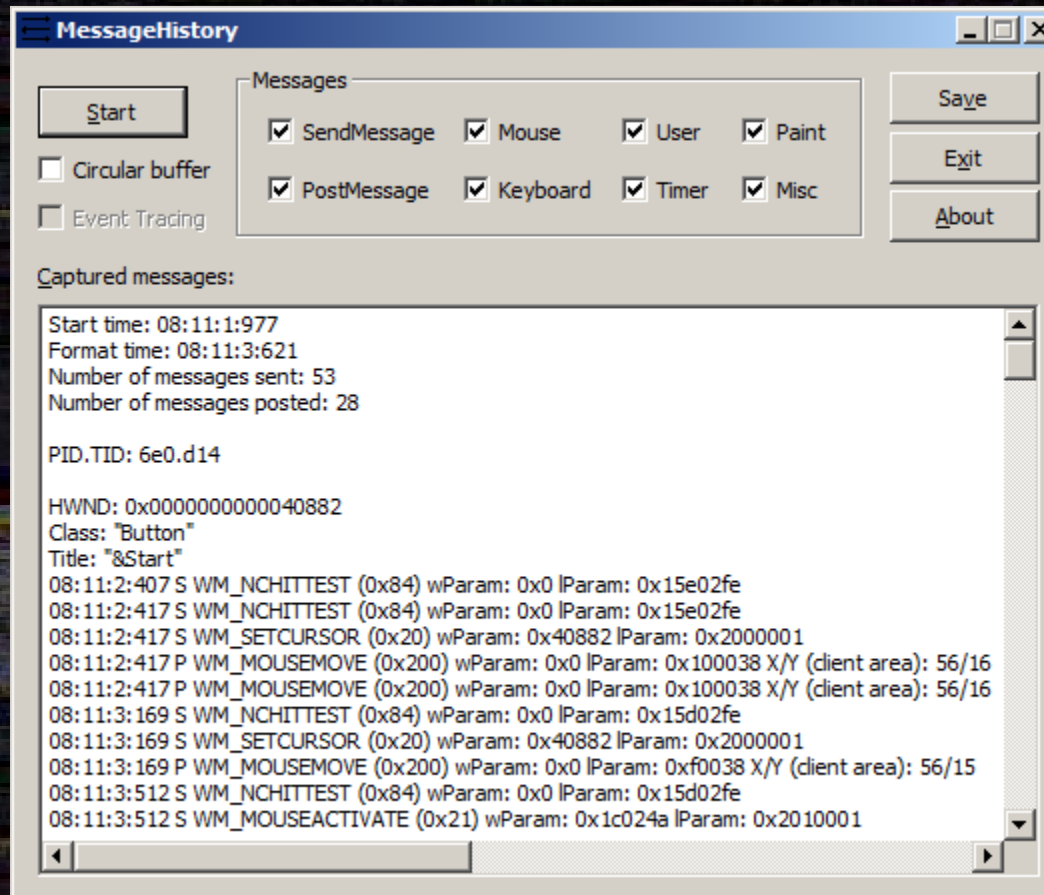 MessageHistory
Start
Circular buffer
Event Tracing
Messages
SendMessage Mouse User Paint
PostMessage Keyboard Timer Misc
Save
Exit
About
Captured messages:
Start time: 08:11:1:977
Format time: 08:11:3:621
Number of messages sent: 53
Number of messages posted: 28
PID.TID: 6e0.d14
HWND: 0x0000000000040882
Class: "Button"
Title: "&Start"
08:11:2:407 S WM_NCHITTEST (0x84) wParam: 0x0 lParam: 0x15e02fe
08:11:2:417 S WM_NCHITTEST (0x84) wParam: 0x0 lParam: 0x15e02fe
08:11:2:417 S WM_SETCURSOR (0x20) wParam: 0x40882 lParam: 0x2000001
08:11:2:417 P WM_MOUSEMOVE (0x200) wParam: 0x0 lParam: 0x100038 X/Y (client area): 56/16
08:11:2:417 P WM_MOUSEMOVE (0x200) wParam: 0x0 lParam: 0x100038 X/Y (client area): 56/16
08:11:3:169 S WM_NCHITTEST (0x84) wParam: 0x0 lParam: 0x15d02fe
08:11:3:169 S WM_SETCURSOR (0x20) wParam: 0x40882 lParam: 0x2000001
08:11:3:169 P WM_MOUSEMOVE (0x200) wParam: 0x0 lParam: 0xf0038 X/Y (client area): 56/15
08:11:3:512 S WM_NCHITTEST (0x84) wParam: 0x0 lParam: 0x15d02fe
08:11:3:512 S WM_MOUSEACTIVATE (0x21) wParam: 0x1c024a lParam: 0x2010001